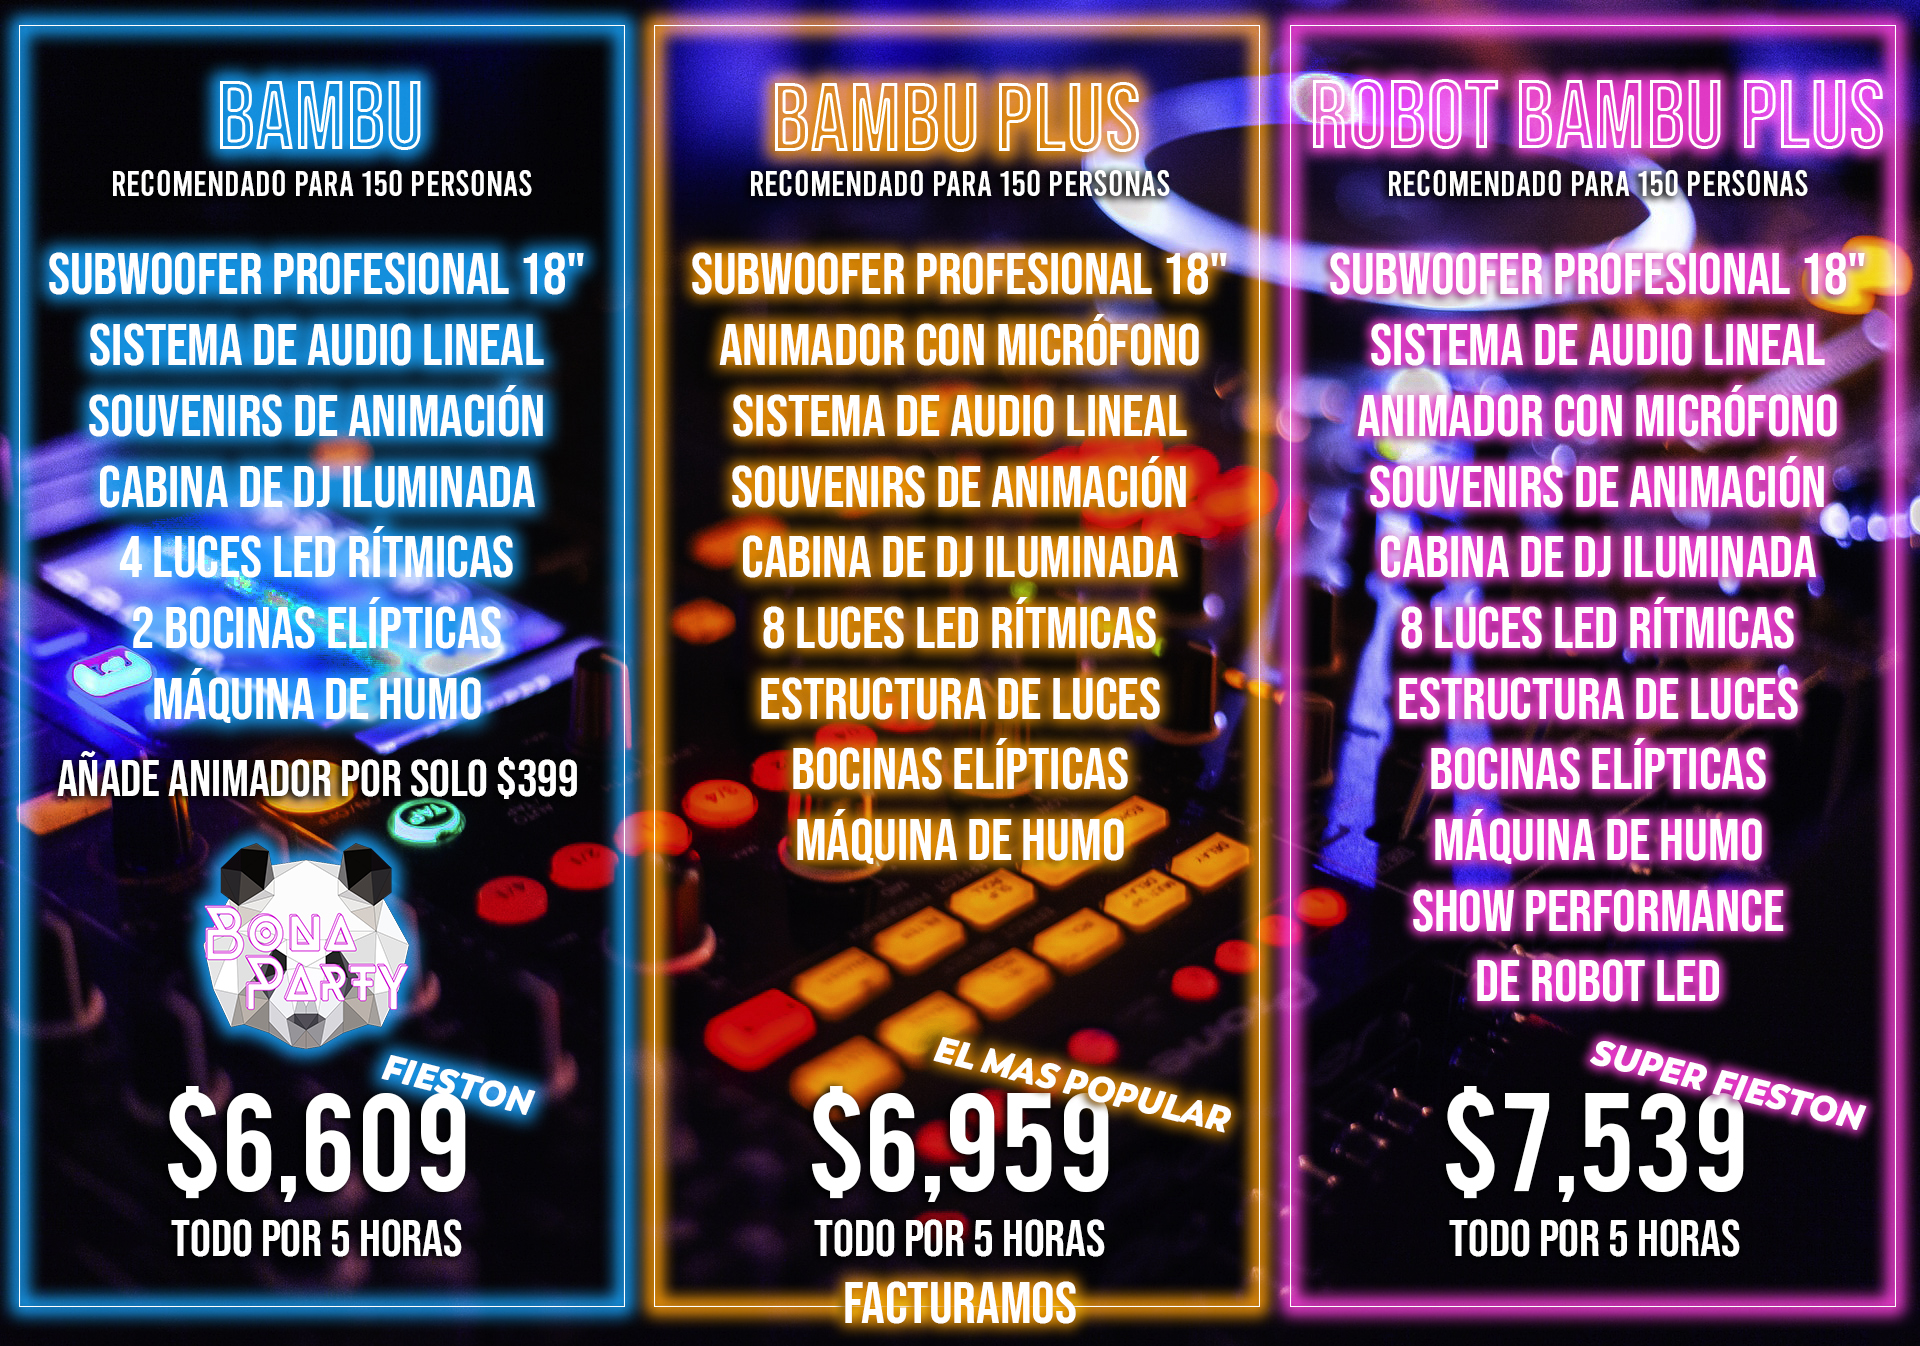 BAMBU
RECOMENDADO PARA 150 PERSONAS
SUBWOOFER PROFESIONAL 18"
SISTEMA DE AUDIO LINEAL
SOUVENIRS DE ANIMACIÓN
CABINA DE DJ ILUMINADA
4 LUCES LED RÍTMICAS
2 BOCINAS ELÍPTICAS
MÁQUINA DE HUMO
AÑADE ANIMADOR POR SOLO $399
BONA
PARTY
FIESTON
$6,609
TODO POR 5 HORAS
BAMBU PLUS
RECOMENDADO PARA 150 PERSONAS
SUBWOOFER PROFESIONAL 18"
ANIMADOR CON MICRÓFONO
SISTEMA DE AUDIO LINEAL
SOUVENIRS DE ANIMACIÓN
CABINA DE DJ ILUMINADA
8 LUCES LED RÍTMICAS
ESTRUCTURA DE LUCES
BOCINAS ELÍPTICAS
MÁQUINA DE HUMO
EL MAS POPULAR
$6,959
TODO POR 5 HORAS
FACTURAMOS
ROBOT BAMBU PLUS
RECOMENDADO PARA 150 PERSONAS
SUBWOOFER PROFESIONAL 18"
SISTEMA DE AUDIO LINEAL
ANIMADOR CON MICRÓFONO
SOUVENIRS DE ANIMACIÓN
CABINA DE DJ ILUMINADA
8 LUCES LED RÍTMICAS
ESTRUCTURA DE LUCES
BOCINAS ELÍPTICAS
MÁQUINA DE HUMO
SHOW PERFORMANCE
DE ROBOT LED
SUPER FIESTON
$7,539
TODO POR 5 HORAS
TAP
DELAY